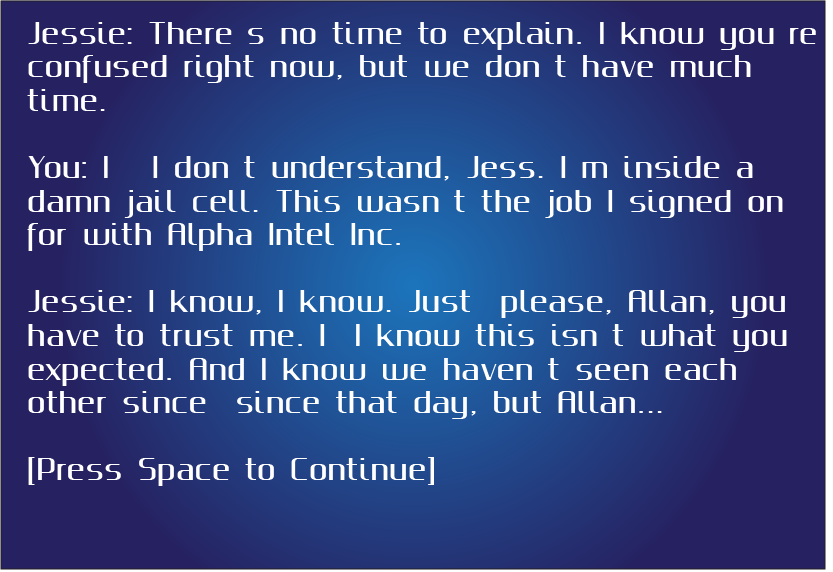 Jessie: There s no time to explain. I know you re
confused right now, but we don t have much
time.
You: I   I don t understand, Jess. I m inside a
damn jail cell. This wasn t the job I signed on
for with Alpha Intel Inc.
Jessie: I know, I know. Just  please, Allan, you
have to trust me. I  I know this isn t what you
expected. And I know we haven t seen each
other since  since that day, but Allan...
[Press Space to Continue]